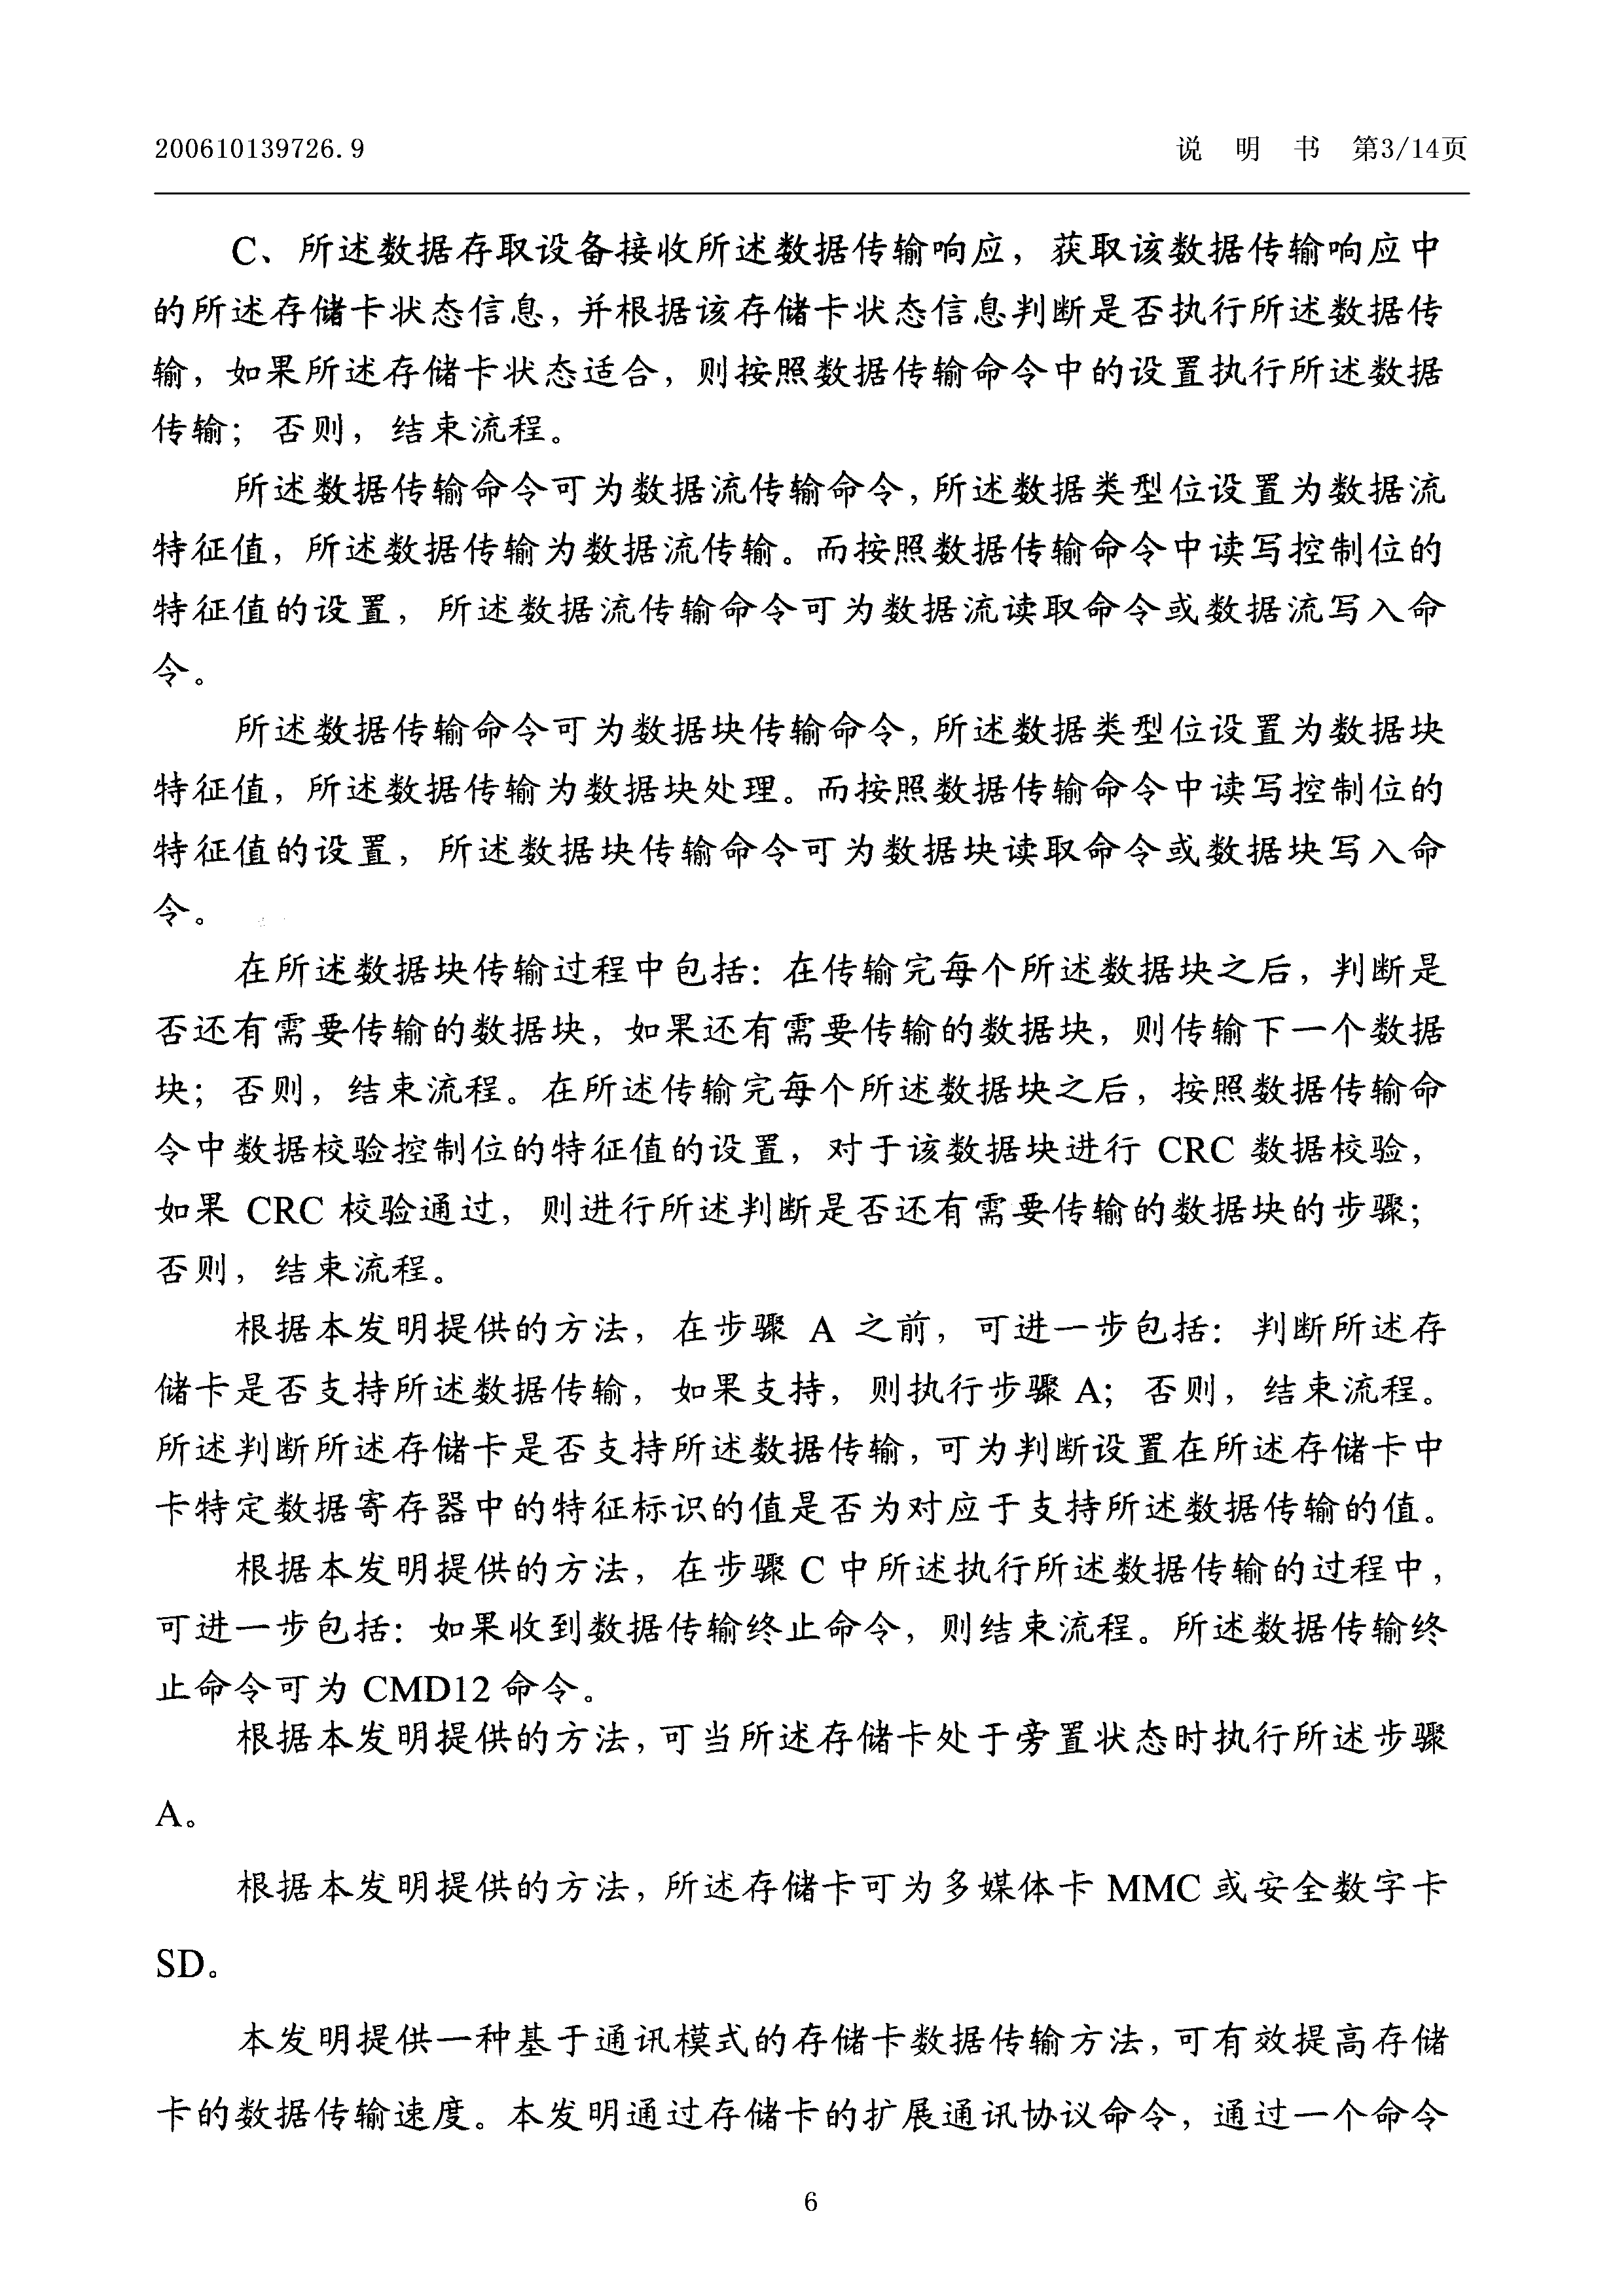 200610139726.9
说 明 书 第3/14页
C、所述数据存取设备接收所述数据传输响应，获取该数据传输响应中
的所述存储卡状态信息，并根据该存储卡状态信息判断是否执行所述数据传
输，如果所述存储卡状态适合，则按照数据传输命令中的设置执行所述数据
传输；否则，结束流程。
所述数据传输命令可为数据流传输命令，所述数据类型位设置为数据流
特征值，所述数据传输为数据流传输。而按照数据传输命令中读写控制位的
特征值的设置，所述数据流传输命令可为数据流读取命令或数据流写入命
令。
所述数据传输命令可为数据块传输命令，所述数据类型位设置为数据块
特征值，所述数据传输为数据块处理。而按照数据传输命令中读写控制位的
特征值的设置，所述数据块传输命令可为数据块读取命令或数据块写入命
令。
在所述数据块传输过程中包括：在传输完每个所述数据块之后，判断是
否还有需要传输的数据块，如果还有需要传输的数据块，则传输下一个数据
块；否则，结束流程。在所述传输完每个所述数据块之后，按照数据传输命
令中数据校验控制位的特征值的设置，对于该数据块进行 CRC 数据校验，
如果 CRC 校验通过，则进行所述判断是否还有需要传输的数据块的步骤；
否则，结束流程。
根据本发明提供的方法，在步骤 A 之前，可进一步包括：判断所述存
储卡是否支持所述数据传输，如果支持，则执行步骤 A；否则，结束流程。
所述判断所述存储卡是否支持所述数据传输，可为判断设置在所述存储卡中
卡特定数据寄存器中的特征标识的值是否为对应于支持所述数据传输的值。
根据本发明提供的方法，在步骤 C 中所述执行所述数据传输的过程中，
可进一步包括：如果收到数据传输终止命令，则结束流程。所述数据传输终
止命令可为 CMD12 命令。
根据本发明提供的方法，可当所述存储卡处于旁置状态时执行所述步骤
A。
根据本发明提供的方法，所述存储卡可为多媒体卡 MMC 或安全数字卡
SD。
本发明提供一种基于通讯模式的存储卡数据传输方法，可有效提高存储
卡的数据传输速度。本发明通过存储卡的扩展通讯协议命令，通过一个命令
6